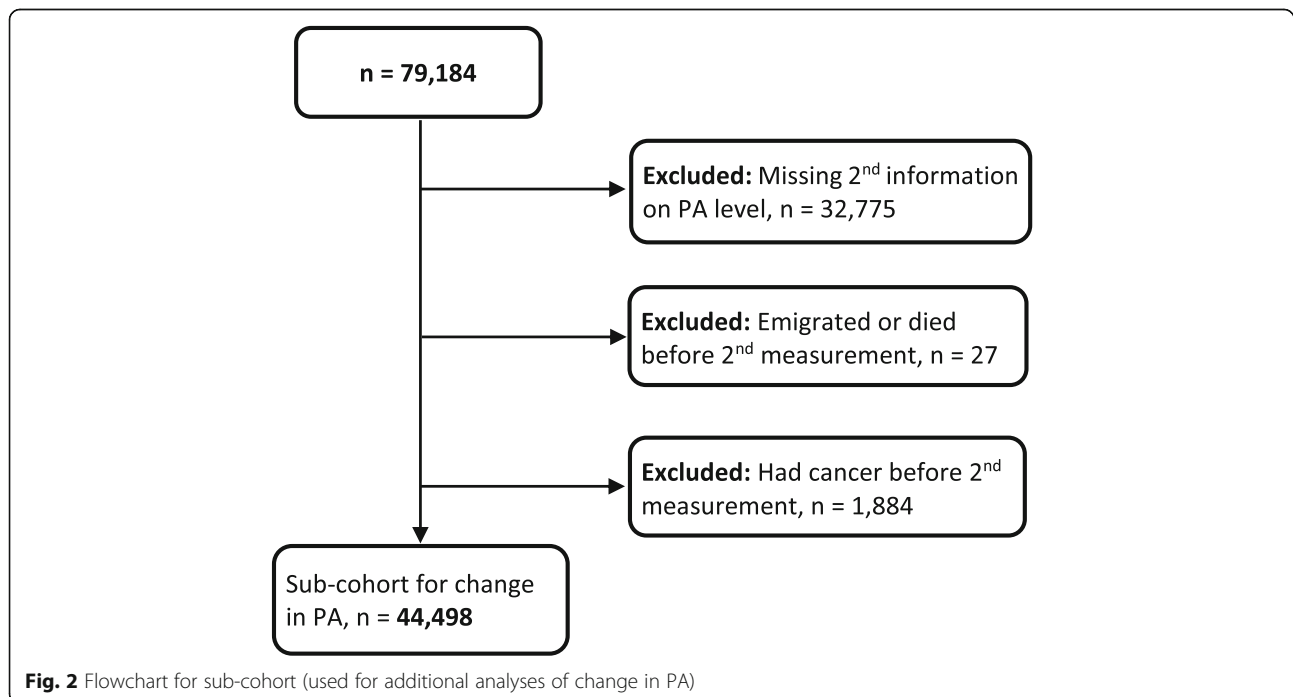 n = 79,184
Excluded: Missing 2nd information
on PA level, n = 32,775
Excluded: Emigrated or died
before 2nd measurement, n = 27
Excluded: Had cancer before 2nd
measurement, n = 1,884
Sub-cohort for change
in PA, n = 44,498
Fig. 2 Flowchart for sub-cohort (used for additional analyses of change in PA)